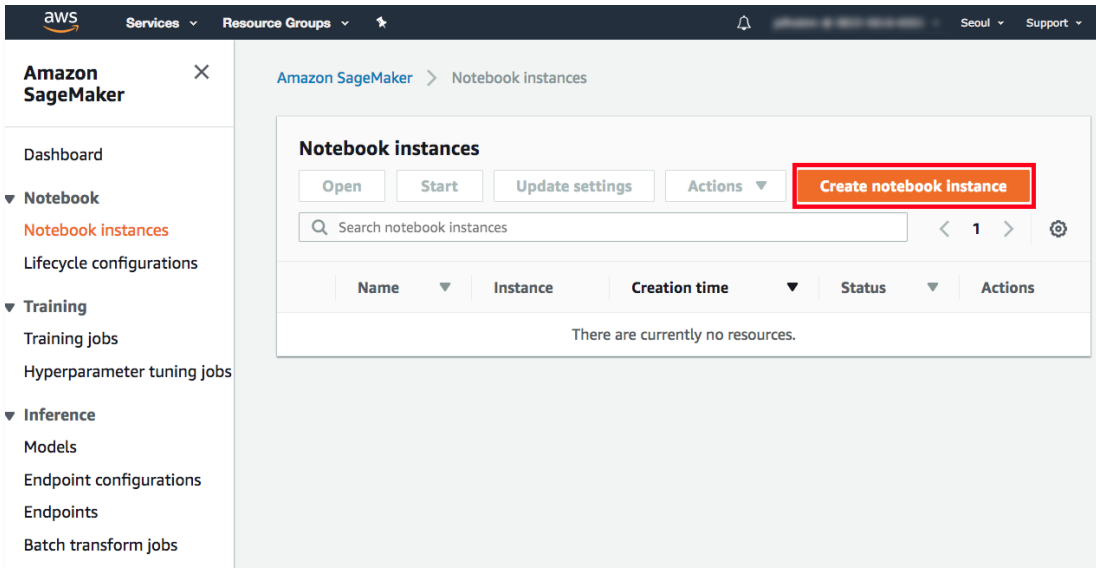 aws Services Resource Groups Seoul Support
Amazon
SageMaker
Dashboard
Notebook
Notebook instances
Lifecycle configurations
Training
Training jobs
Hyperparameter tuning jobs
Inference
Models
Endpoint configurations
Endpoints
Batch transform jobs
Amazon SageMaker > Notebook instances
Notebook instances
Open Start Update settings Actions Create notebook instance
Search notebook instances
1
Name Instance Creation time Status Actions
There are currently no resources.